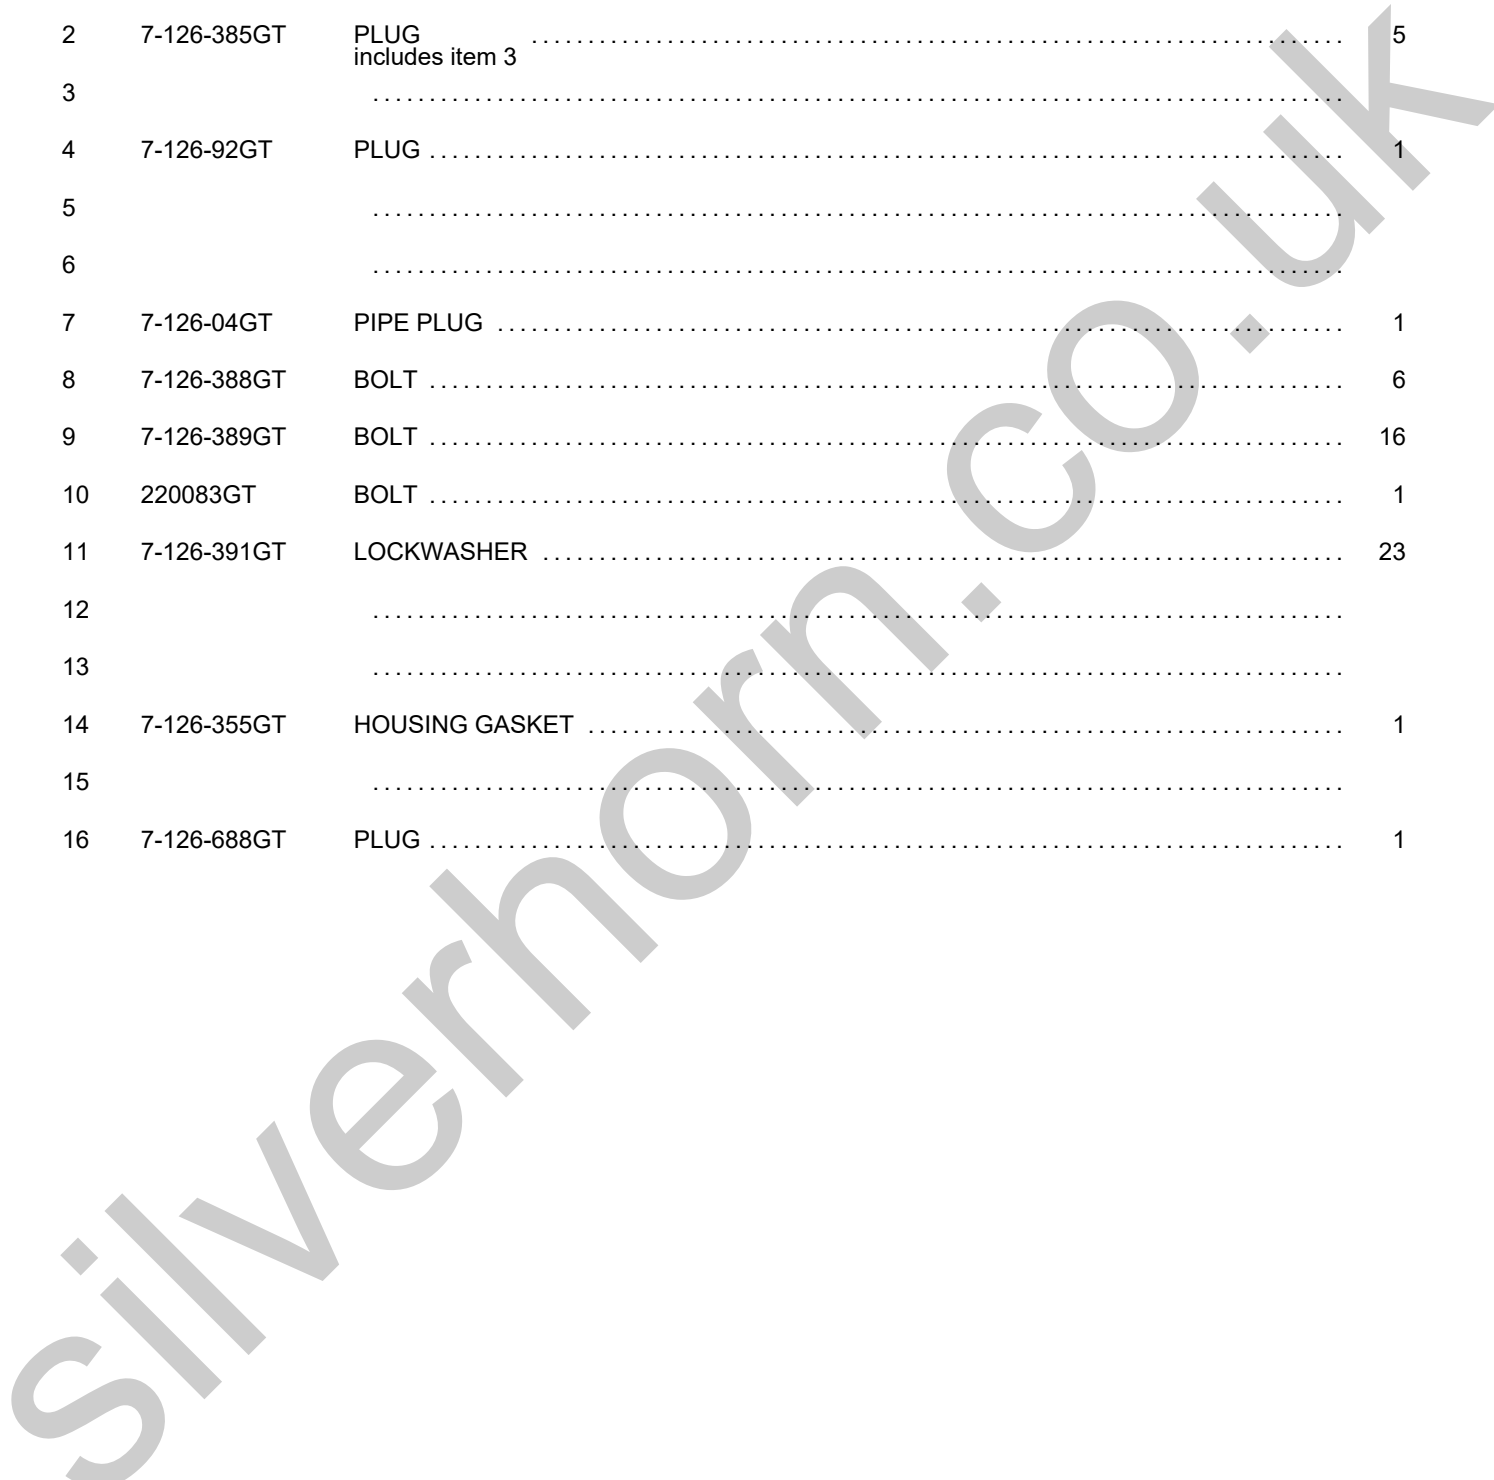 2 7-126-385GT PLUG ........................................................................ 5
includes item 3
3 ......................................................................................
4 7-126-92GT PLUG ................................................................................. 1
5 ......................................................................................
6 ......................................................................................
7 7-126-04GT PIPE PLUG ........................................................................... 1
8 7-126-388GT BOLT ................................................................................. 6
9 7-126-389GT BOLT ................................................................................. 16
10 220083GT BOLT ................................................................................. 1
11 7-126-391GT LOCKWASHER ....................................................................... 23
12 ......................................................................................
13 ......................................................................................
14 7-126-355GT HOUSING GASKET ................................................................... 1
15 ......................................................................................
16 7-126-688GT PLUG ................................................................................. 1
silverhorn.co.uk